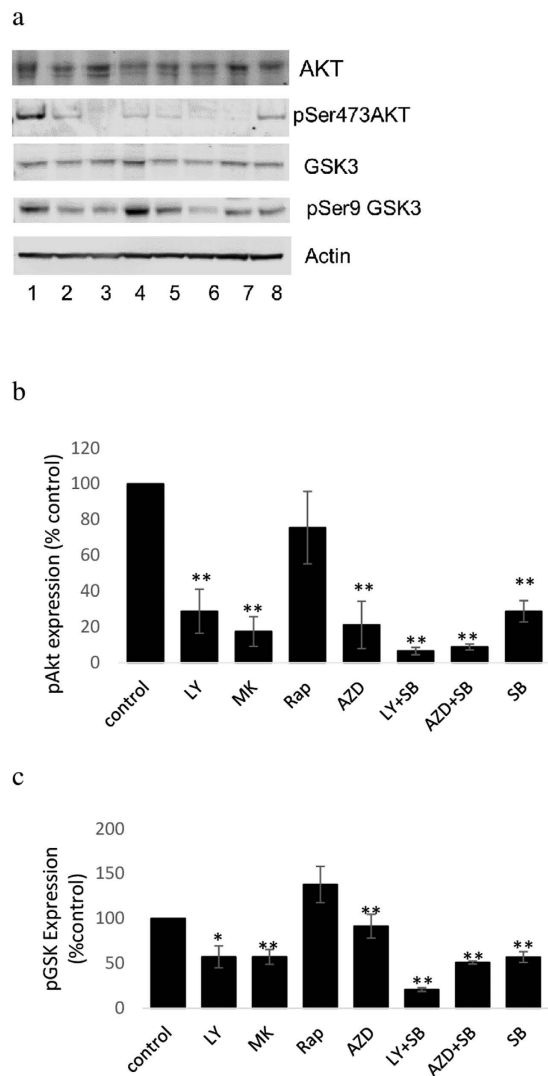 a
AKT
pSer473AKT
GSK3
pSer9 GSK3
Actin
1 2 3 4 5 6 7 8
b
pAkt expression (% control)
120
100
80
60
40
20
0
** ** ** ** ** **
control LY MK Rap AZD LY+SB AZD+SB SB
c
pGSK Expression
(%control)
200
150
100
50
0
* ** ** ** ** **
control LY MK Rap AZD LY+SB AZD+SB SB